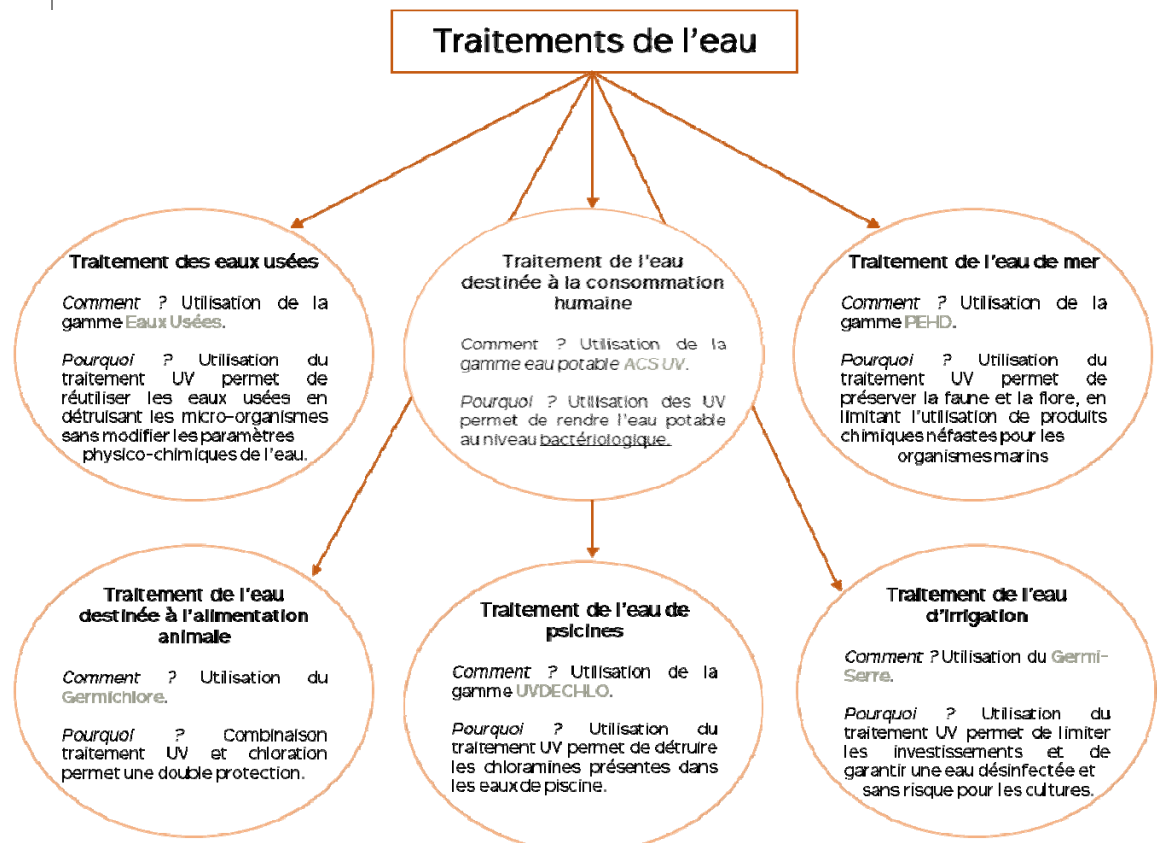 Traitements de l'eau
Traitement des eaux usées
Comment ? Utilisation de la
gamme Eaux Usées.
Pourquoi ? Utilisation du
traitement UV permet de
réutiliser les eaux usées en
détruisant les micro-organismes
sans modifier les paramètres
physico-chimiques de l'eau.
Traitement de l'eau
destinée à la consommation
humaine
Comment ? Utilisation de la
gamme eau potable ACS UV.
Pourquoi ? Utilisation des UV
permet de rendre l'eau potable
au niveau bactériologique.
Traitement de l'eau de mer
Comment ? Utilisation de la
gamme PEHD.
Pourquoi ? Utilisation du
traitement UV permet de
préserver la faune et la flore, en
limitant l'utilisation de produits
chimiques néfastes pour les
organismes marins
Traitement de l'eau
destinée à l'alimentation
animale
Comment ? Utilisation du
Germichlore.
Pourquoi ? Combinaison
traitement UV et chloration
permet une double protection.
Traitement de l'eau de
psicines
Comment ? Utilisation de la
gamme UVDECHLO.
Pourquoi ? Utilisation du
traitement UV permet de détruire
les chloramines présentes dans
les eaux de piscine.
Traitement de l'eau
d'irrigation
Comment ? Utilisation du Germi-
Serre.
Pourquoi ? Utilisation du
traitement UV permet de limiter
les investissements et de
garantir une eau désinfectée et
sans risque pour les cultures.